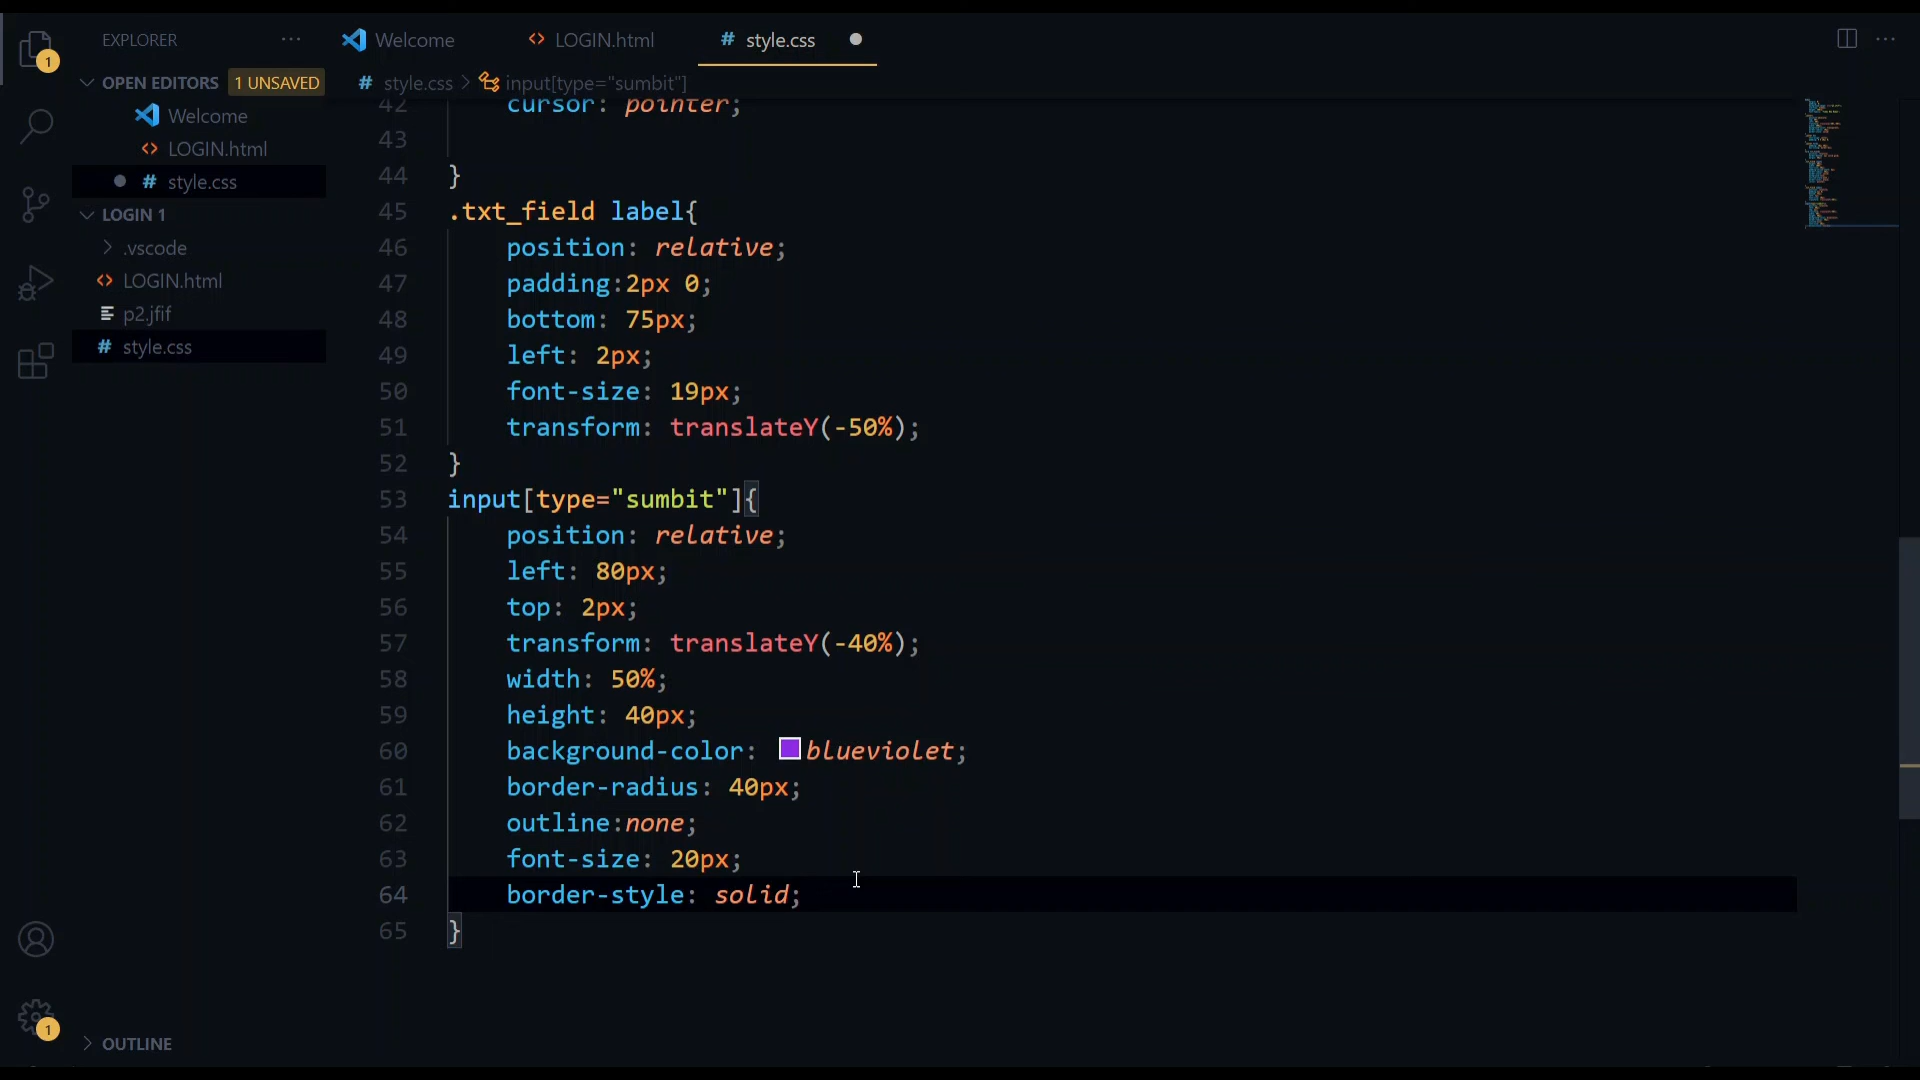 EXPLORER ···
OPEN EDITORS 1 UNSAVED
Welcome
<> LOGIN.html
# style.css
LOGIN 1
> .vscode
<> LOGIN.html
p2.jfif
# style.css
> OUTLINE
1
1
Welcome <> LOGIN.html # style.css
# style.css > input[type="sumbit"]
42 cursor: pointer;
43
44 }
45 .txt_field label{
46 position: relative;
47 padding:2px 0;
48 bottom: 75px;
49 left: 2px;
50 font-size: 19px;
51 transform: translateY(-50%);
52 }
53 input[type="sumbit"]{
54 position: relative;
55 left: 80px;
56 top: 2px;
57 transform: translateY(-40%);
58 width: 50%;
59 height: 40px;
60 background-color: blueviolet;
61 border-radius: 40px;
62 outline:none;
63 font-size: 20px;
64 border-style: solid;
65 }